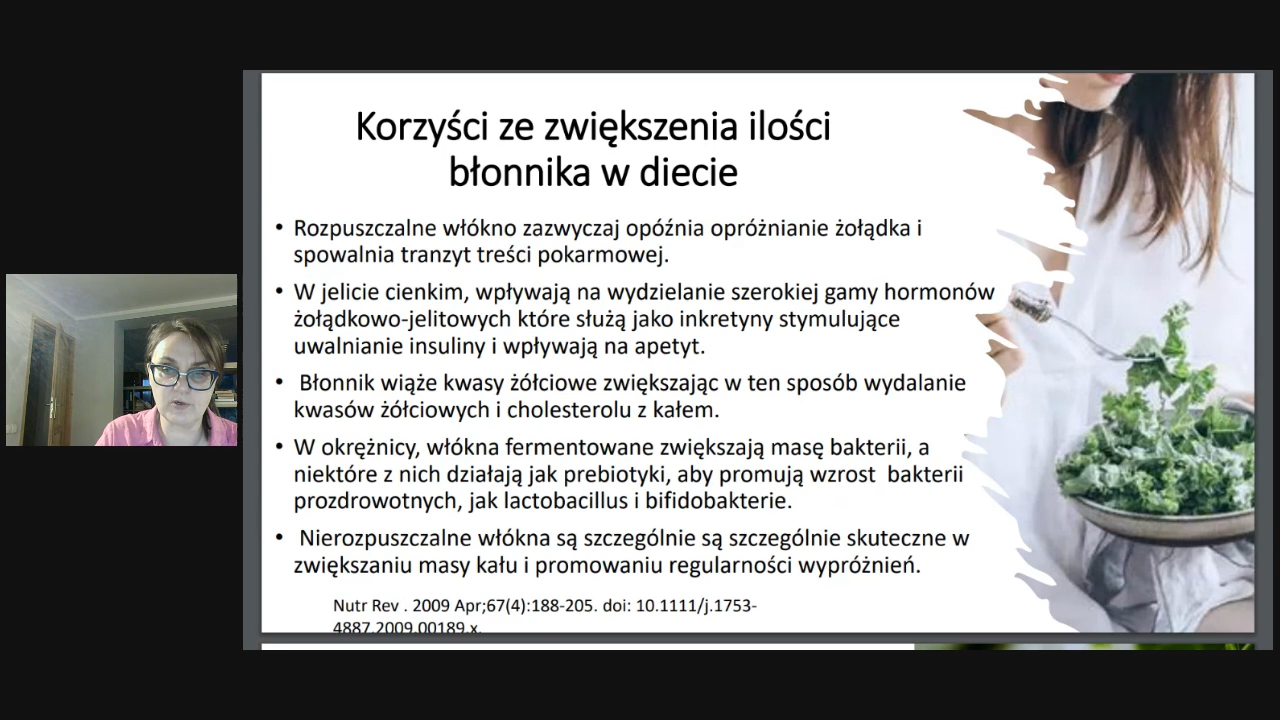 Korzyści ze zwiększenia ilości
błonnika w diecie
• Rozpuszczalne włókno zazwyczaj opóźnia opróżnianie żołądka i
spowalnia tranzyt treści pokarmowej.
• W jelicie cienkim, wpływają na wydzielanie szerokiej gamy hormonów
żołądkowo-jelitowych które służą jako inkretyny stymulujące
uwalnianie insuliny i wpływają na apetyt.
• Błonnik wiąże kwasy żółciowe zwiększając w ten sposób wydalanie
kwasów żółciowych i cholesterolu z kałem.
• W okrężnicy, włókna fermentowane zwiększają masę bakterii, a
niektóre z nich działają jak prebiotyki, aby promują wzrost bakterii
prozdrowotnych, jak lactobacillus i bifidobakterie.
• Nierozpuszczalne włókna są szczególnie są szczególnie skuteczne w
zwiększaniu masy kału i promowaniu regularności wypróżnień.
Nutr Rev . 2009 Apr;67(4):188-205. doi: 10.1111/j.1753-
4887.2009.00189.x.